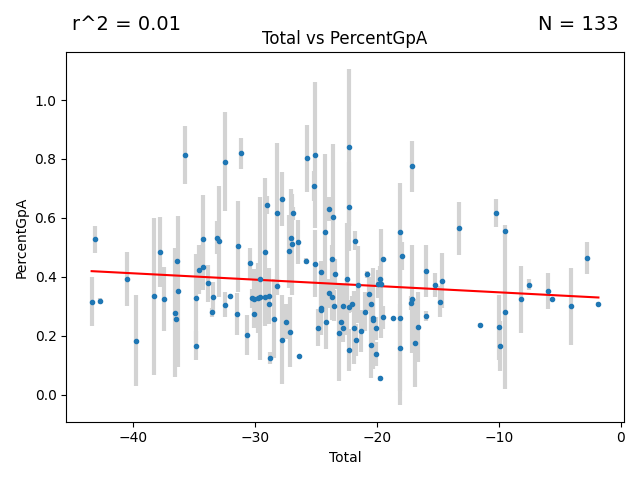 r^2 = 0.01
N = 133
Total vs PercentGpA
PercentGpA
1.0
0.8
0.6
0.4
0.2
0.0
−40
−30
−20
−10
0
Total